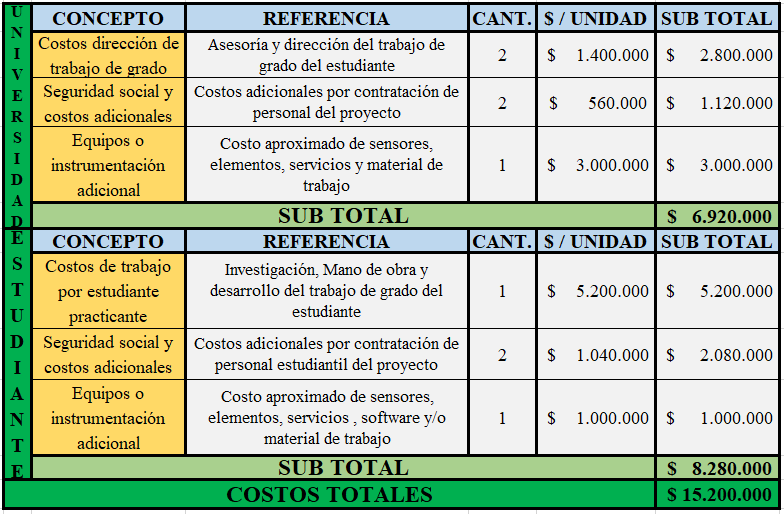 UNIVERSIDAD
CONCEPTO REFERENCIA CANT. $ / UNIDAD SUB TOTAL
Costos dirección de
trabajo de grado
Asesoría y dirección del trabajo de
grado del estudiante
2 $ 1.400.000 $ 2.800.000
Seguridad social y
costos adicionales
Costos adicionales por contratación de
personal del proyecto
2 $ 560.000 $ 1.120.000
Equipos o
instrumentación
adicional
Costo aproximado de sensores,
elementos, servicios y material de
trabajo
1 $ 3.000.000 $ 3.000.000
SUB TOTAL $ 6.920.000
ESTUDIANTE
CONCEPTO REFERENCIA CANT. $ / UNIDAD SUB TOTAL
Costos de trabajo
por estudiante
practicante
Investigación, Mano de obra y
desarrollo del trabajo de grado del
estudiante
1 $ 5.200.000 $ 5.200.000
Seguridad social y
costos adicionales
Costos adicionales por contratación de
personal estudiantil del proyecto
2 $ 1.040.000 $ 2.080.000
Equipos o
instrumentación
adicional
Costo aproximado de sensores,
elementos, servicios , software y/o
material de trabajo
1 $ 1.000.000 $ 1.000.000
SUB TOTAL $ 8.280.000
COSTOS TOTALES $ 15.200.000